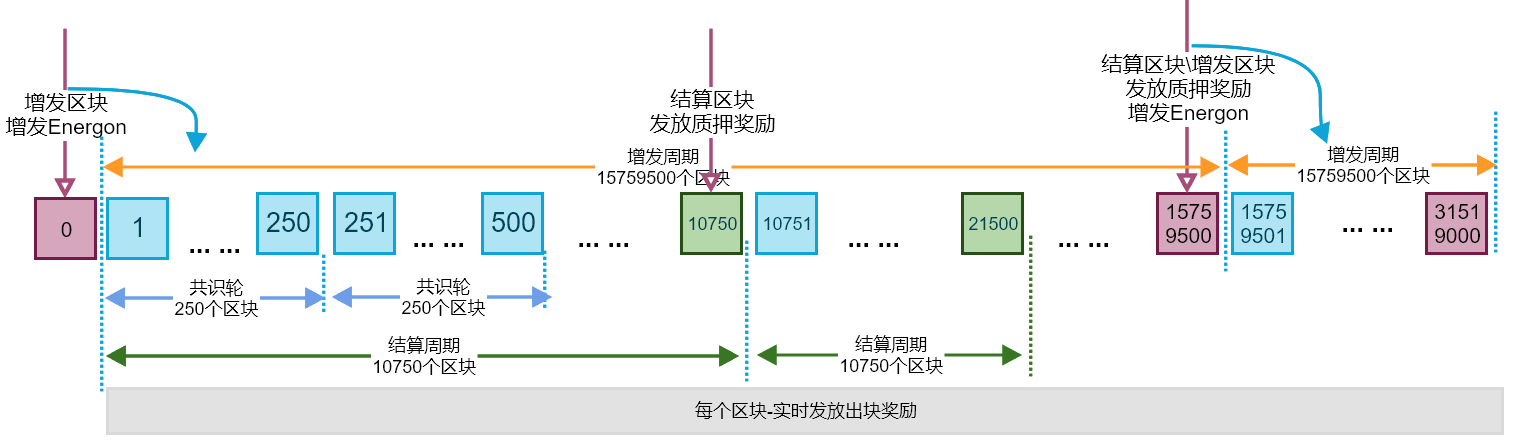 增发区块
增发Energon
结算区块
发放质押奖励
结算区块\增发区块
发放质押奖励
增发Energon
增发周期
15759500个区块
增发周期
15759500个区块
0
1
... ...
250
251
... ...
500
... ...
10750
10751
... ...
21500
... ...
1575
9500
1575
9501
... ...
3151
9000
共识轮
250个区块
共识轮
250个区块
结算周期
10750个区块
结算周期
10750个区块
每个区块-实时发放出块奖励